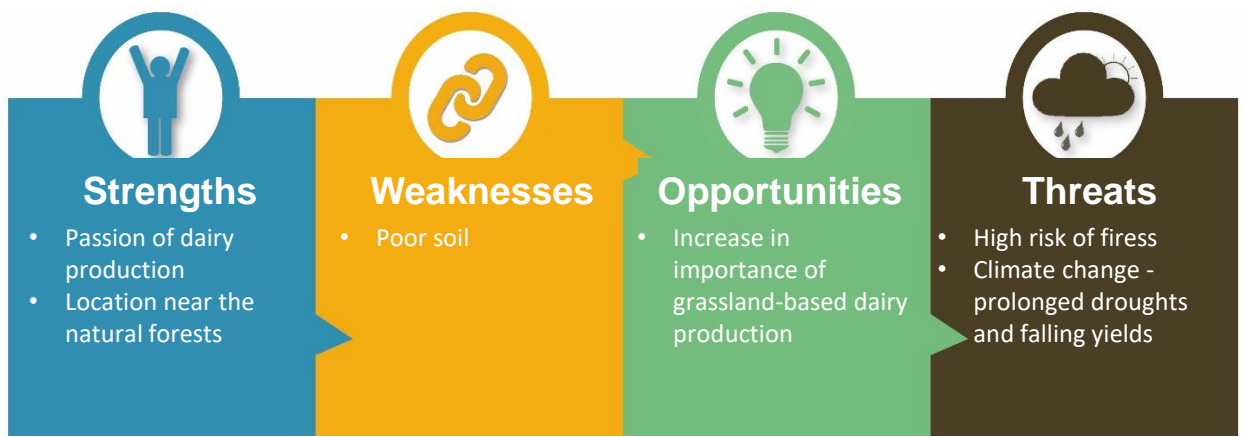 Strengths
• Passion of dairy
production
• Location near the
natural forests
Weaknesses
• Poor soil
Opportunities
• Increase in
importance of
grassland-based dairy
production
Threats
• High risk of firess
• Climate change -
prolonged droughts
and falling yields